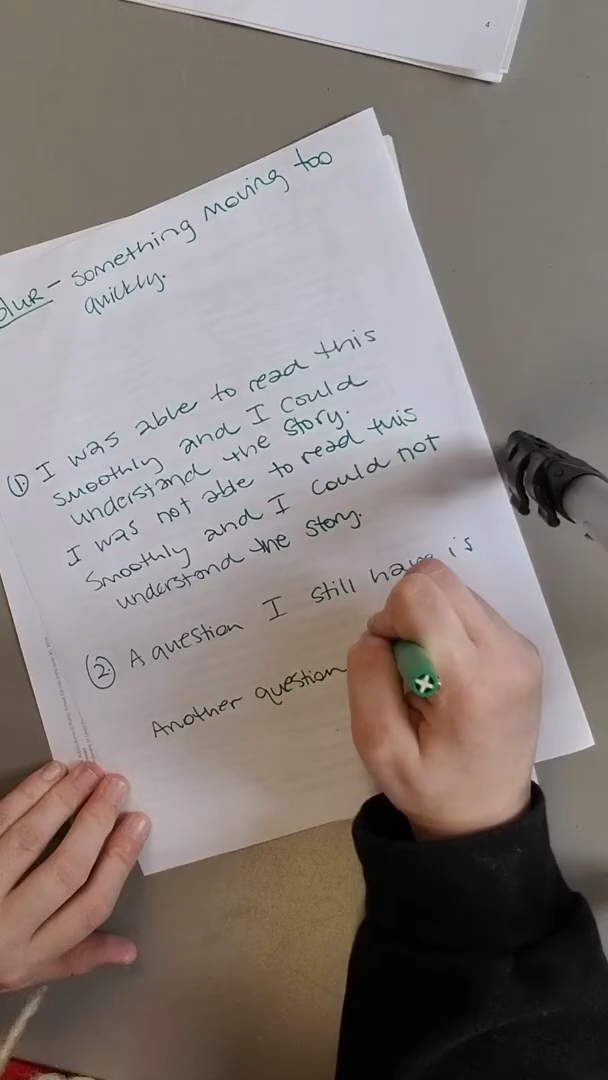 4
blur - something moving too
quickly.
1. I was able to read this
smoothly and I could
understand the story.
I was not able to read this
smoothly and I could not
understand the story.
2 A question I still have is
Another question